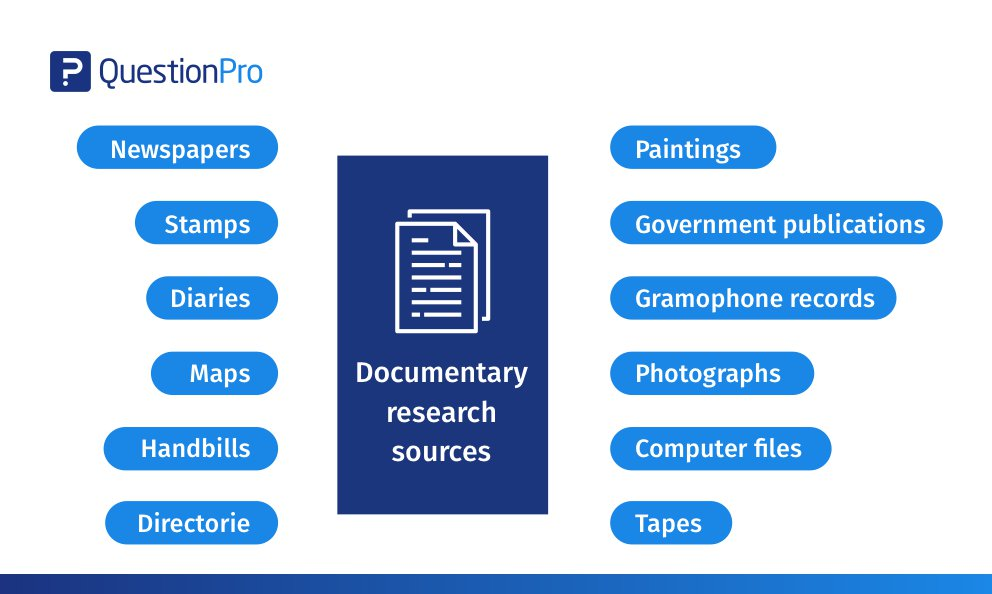 QuestionPro
Newspapers
Stamps
Diaries
Maps
Handbills
Directorie
Documentary
research
sources
Paintings
Government publications
Gramophone records
Photographs
Computer files
Tapes